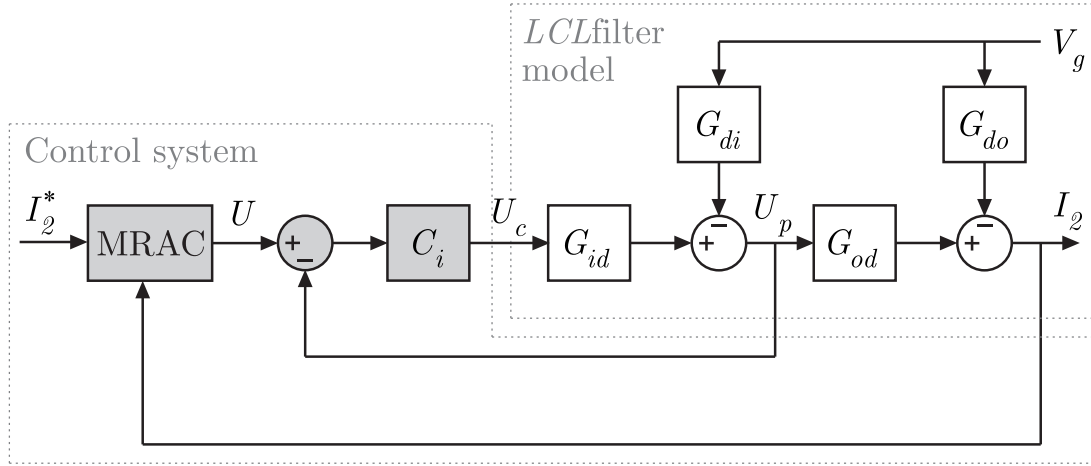 LCLfilter
model
V_g
G_di
G_do
Control system
I_2^*
MRAC
U
+
−
C_i
U_c
G_id
+
−
U_p
G_od
+
−
I_2